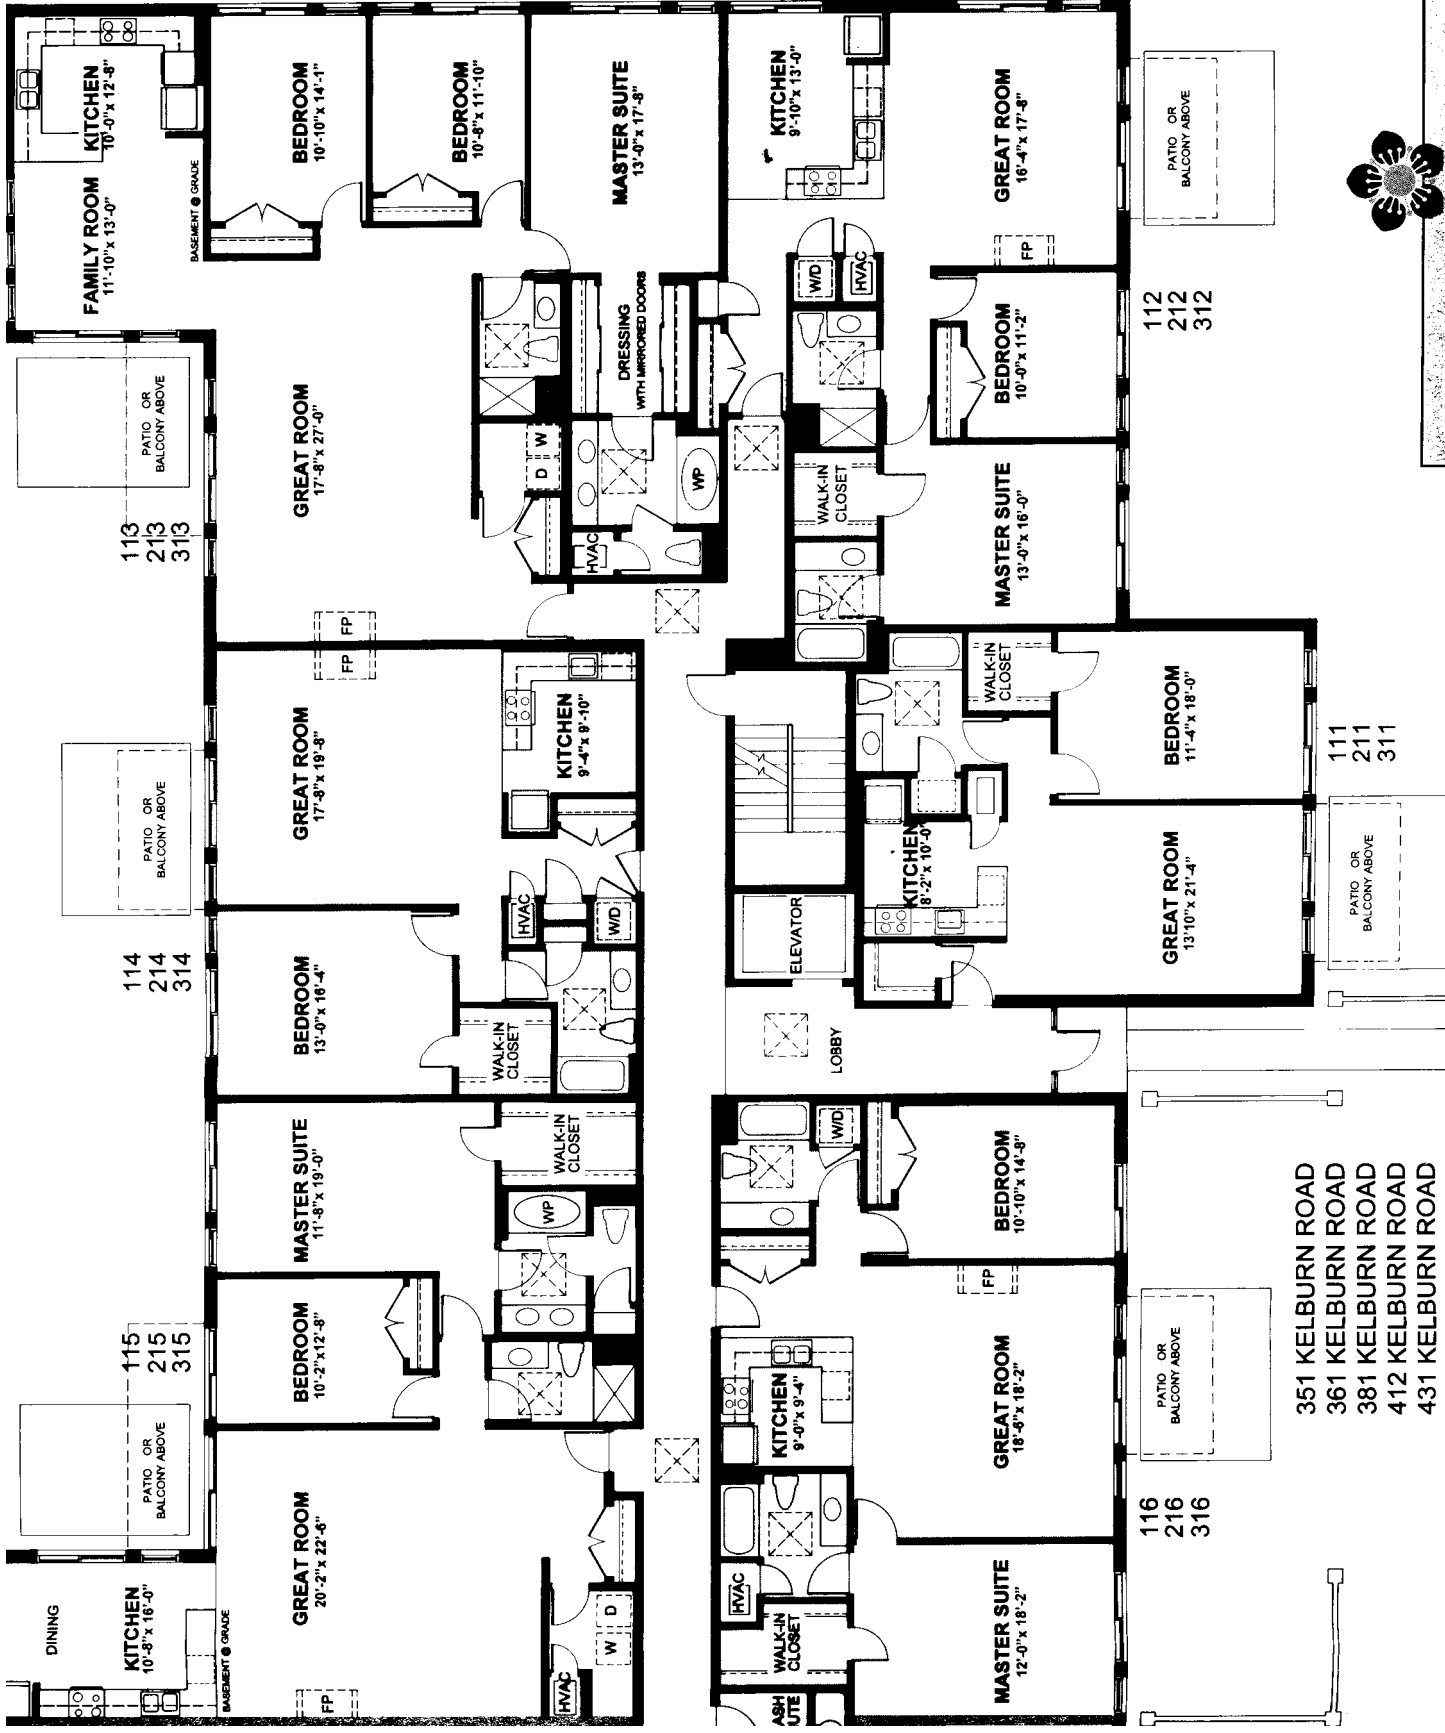 KITCHEN
10'-0"x 12'-8"
FAMILY ROOM
11'-10"x 13'-0"
BASEMENT @ GRADE
BEDROOM
10'-10"x 14'-1"
BEDROOM
10'-8"x 11'-10"
MASTER SUITE
13'-0"x 17'-8"
DRESSING
WITH MIRRORED DOORS
GREAT ROOM
17'-8"x 27'-0"
PATIO OR
BALCONY ABOVE
113
213
313
FP
D
W
HVAC
WP
KITCHEN
9'-10"x 13'-0"
GREAT ROOM
16'-4"x 17'-8"
FP
W/D
HVAC
BEDROOM
10'-0"x 11'-2"
WALK-IN
CLOSET
MASTER SUITE
13'-0"x 16'-0"
PATIO OR
BALCONY ABOVE
112
212
312
FP
GREAT ROOM
17'-8"x 19'-8"
KITCHEN
9'-4"x 9'-10"
HVAC
W/D
BEDROOM
13'-0"x 16'-4"
WALK-IN
CLOSET
PATIO OR
BALCONY ABOVE
114
214
314
WALK-IN
CLOSET
BEDROOM
11'-4"x 18'-0"
KITCHEN
8'-2"x 10'-0"
GREAT ROOM
13'10"x 21'-4"
PATIO OR
BALCONY ABOVE
111
211
311
ELEVATOR
LOBBY
MASTER SUITE
11'-8"x 19'-0"
WALK-IN
CLOSET
WP
BEDROOM
10'-2"x12'-8"
115
215
315
PATIO OR
BALCONY ABOVE
GREAT ROOM
20'-2"x 22'-6"
DINING
KITCHEN
10'-8"x 16'-0"
BASEMENT @ GRADE
FP
HVAC
W
D
W/D
BEDROOM
10'-10"x 14'-8"
FP
KITCHEN
9'-0"x 9'-4"
GREAT ROOM
18'-6"x 18'-2"
HVAC
WALK-IN
CLOSET
MASTER SUITE
12'-0"x 18'-2"
ASH
UTE
PATIO OR
BALCONY ABOVE
116
216
316
351 KELBURN ROAD
361 KELBURN ROAD
381 KELBURN ROAD
412 KELBURN ROAD
431 KELBURN ROAD